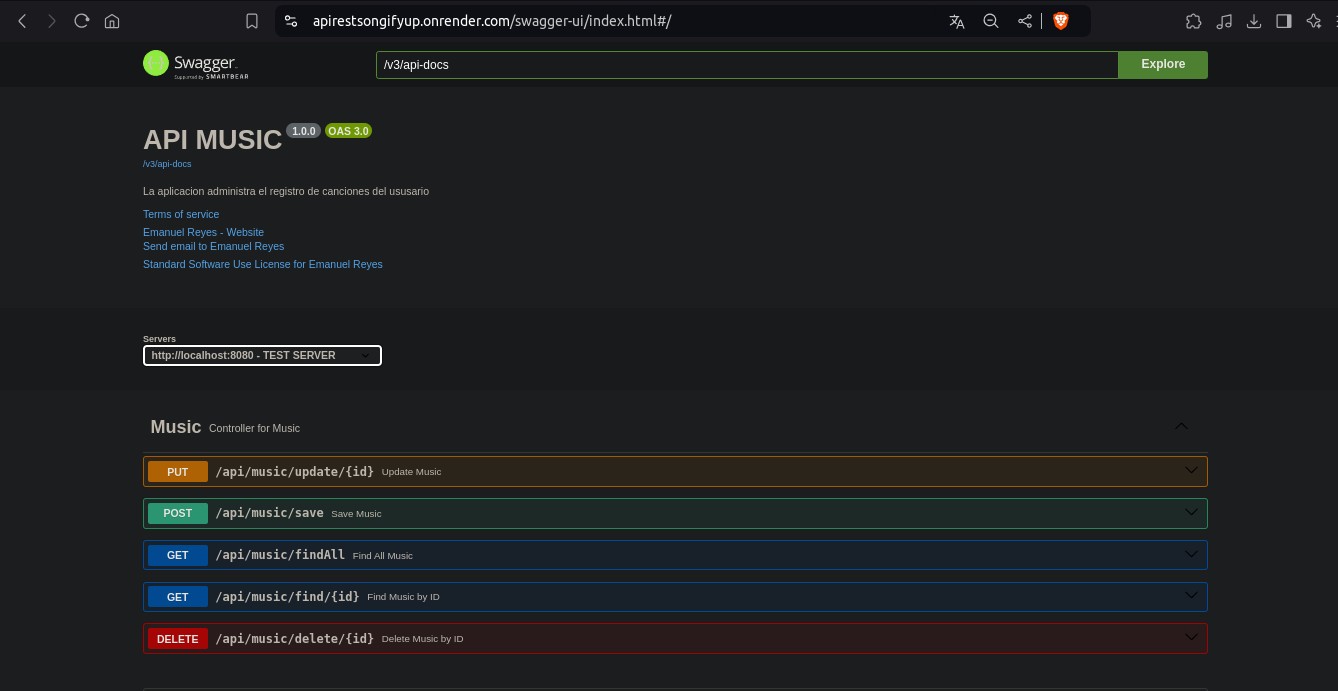 apirestsongifyup.onrender.com/swagger-ui/index.html#/
Swagger
Supported by SMARTBEAR
/v3/api-docs
Explore
API MUSIC 1.0.0 OAS 3.0
/v3/api-docs
La aplicacion administra el registro de canciones del ususario
Terms of service
Emanuel Reyes - Website
Send email to Emanuel Reyes
Standard Software Use License for Emanuel Reyes
Servers
http://localhost:8080 - TEST SERVER
Music Controller for Music
PUT /api/music/update/{id} Update Music
POST /api/music/save Save Music
GET /api/music/findAll Find All Music
GET /api/music/find/{id} Find Music by ID
DELETE /api/music/delete/{id} Delete Music by ID